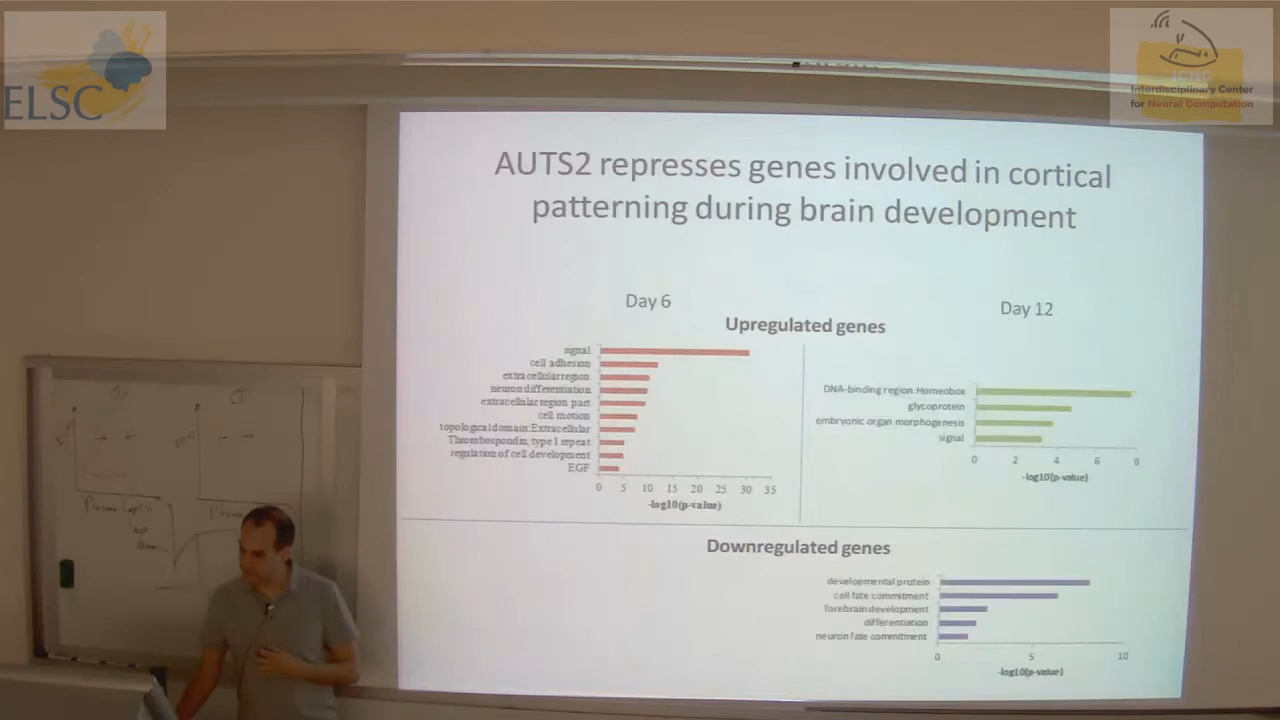 ELSC
ICNC
Interdisciplinary Center
for Neural Computation
AUTS2 represses genes involved in cortical
patterning during brain development
Day 6
Day 12
Upregulated genes
signal
cell adhesion
extracellular region
neuron differentiation
extracellular region part
cell motion
topological domain:Extracellular
Thrombospondin, type 1 repeat
regulation of cell development
EGF
0 5 10 15 20 25 30 35
-log10(p-value)
DNA-binding region:Homeobox
glycoprotein
embryonic organ morphogenesis
signal
0 2 4 6 8
-log10(p-value)
Downregulated genes
developmental protein
cell fate commitment
forebrain development
differentiation
neuron fate commitment
0 5 10
-log10(p-value)